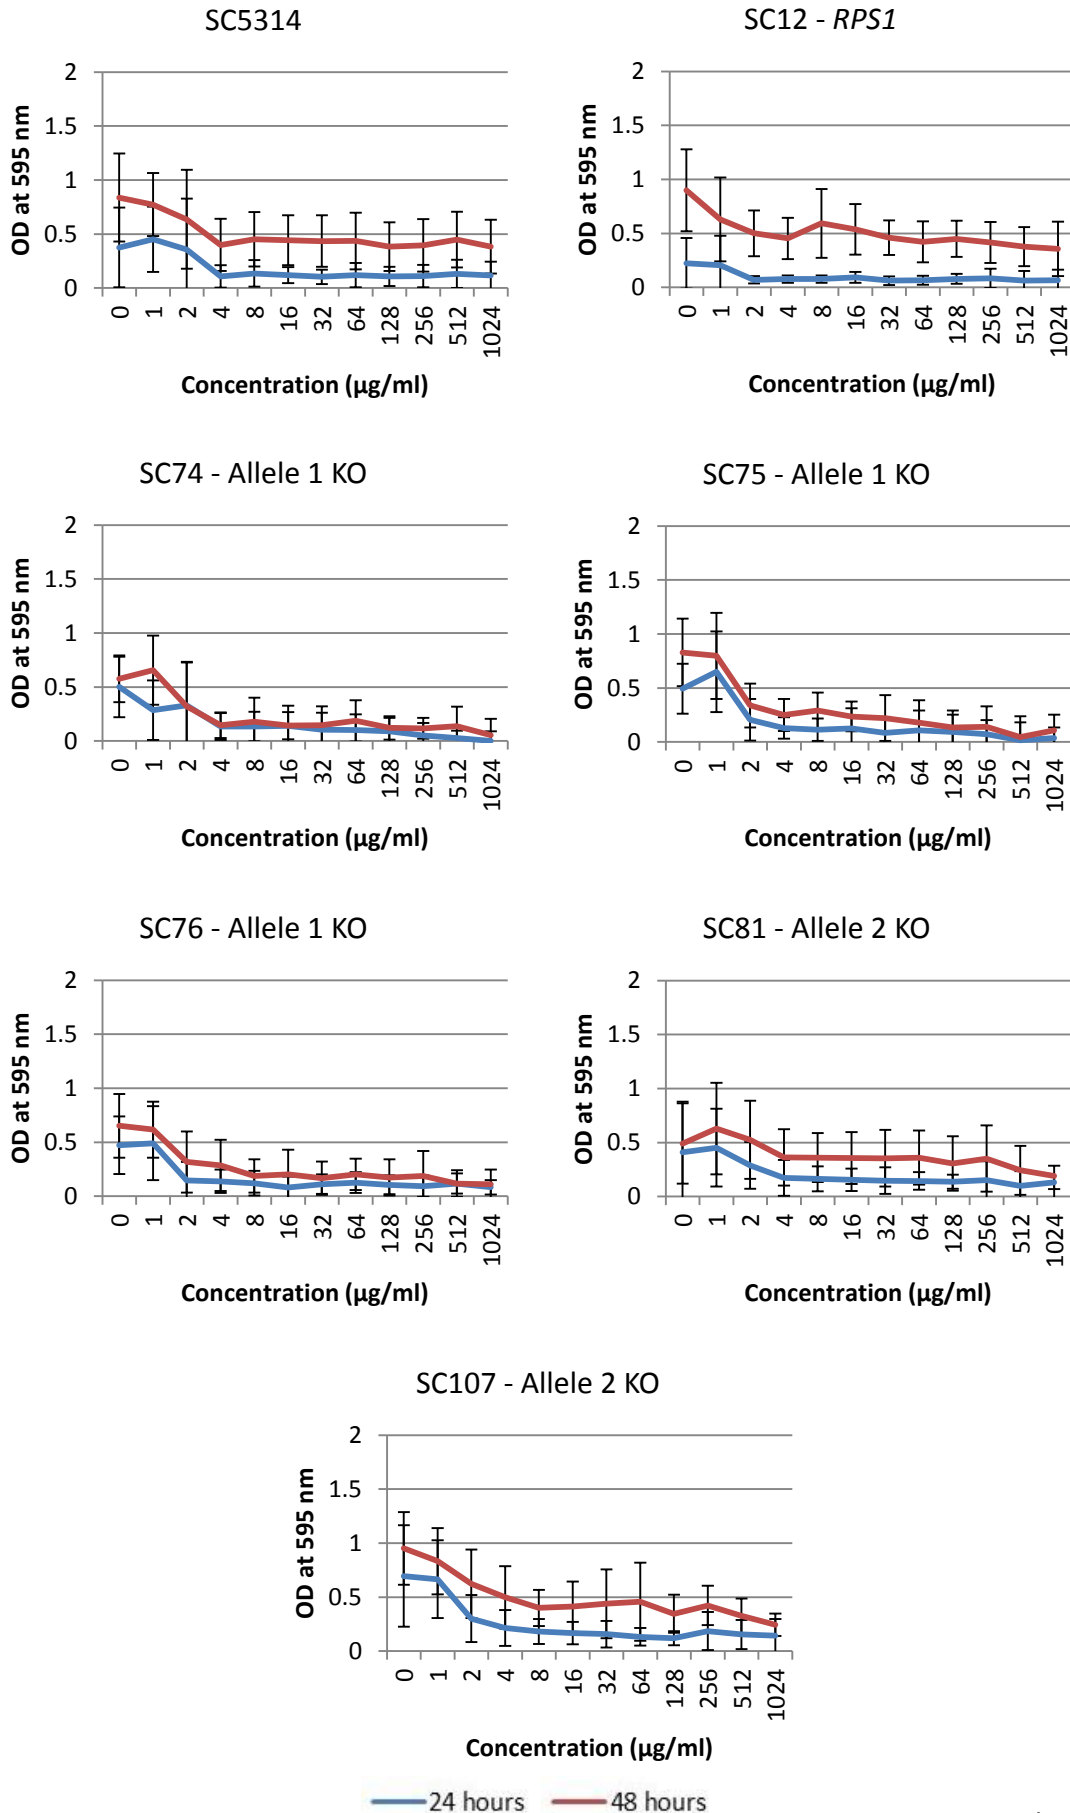 SC5314
SC12 - RPS1
OD at 595 nm
2
1.5
1
0.5
0
0 1 2 4 8 16 32 64 128 256 512 1024
Concentration (µg/ml)
OD at 595 nm
2
1.5
1
0.5
0
0 1 2 4 8 16 32 64 128 256 512 1024
Concentration (µg/ml)
SC74 - Allele 1 KO
SC75 - Allele 1 KO
OD at 595 nm
2
1.5
1
0.5
0
0 1 2 4 8 16 32 64 128 256 512 1024
Concentration (µg/ml)
OD at 595 nm
2
1.5
1
0.5
0
0 1 2 4 8 16 32 64 128 256 512 1024
Concentration (µg/ml)
SC76 - Allele 1 KO
SC81 - Allele 2 KO
OD at 595 nm
2
1.5
1
0.5
0
0 1 2 4 8 16 32 64 128 256 512 1024
Concentration (µg/ml)
OD at 595 nm
2
1.5
1
0.5
0
0 1 2 4 8 16 32 64 128 256 512 1024
Concentration (µg/ml)
SC107 - Allele 2 KO
OD at 595 nm
2
1.5
1
0.5
0
0 1 2 4 8 16 32 64 128 256 512 1024
Concentration (µg/ml)
24 hours 48 hours